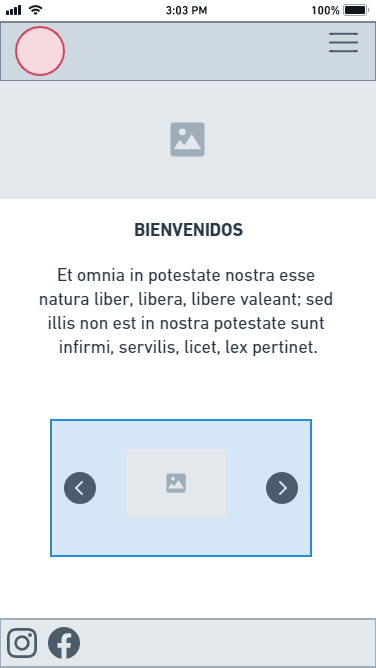 3:03 PM
100%
BIENVENIDOS
Et omnia in potestate nostra esse
natura liber, libera, libere valeant; sed
illis non est in nostra potestate sunt
infirmi, servilis, licet, lex pertinet.